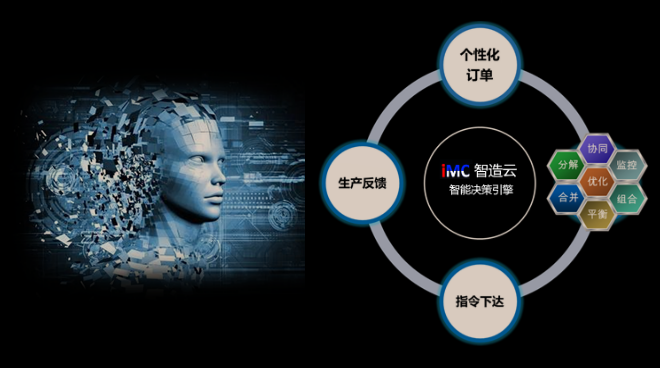 个性化
订单
生产反馈
iMC 智造云
智能决策引擎
协同
分解
监控
优化
合并
组合
平衡
指令下达